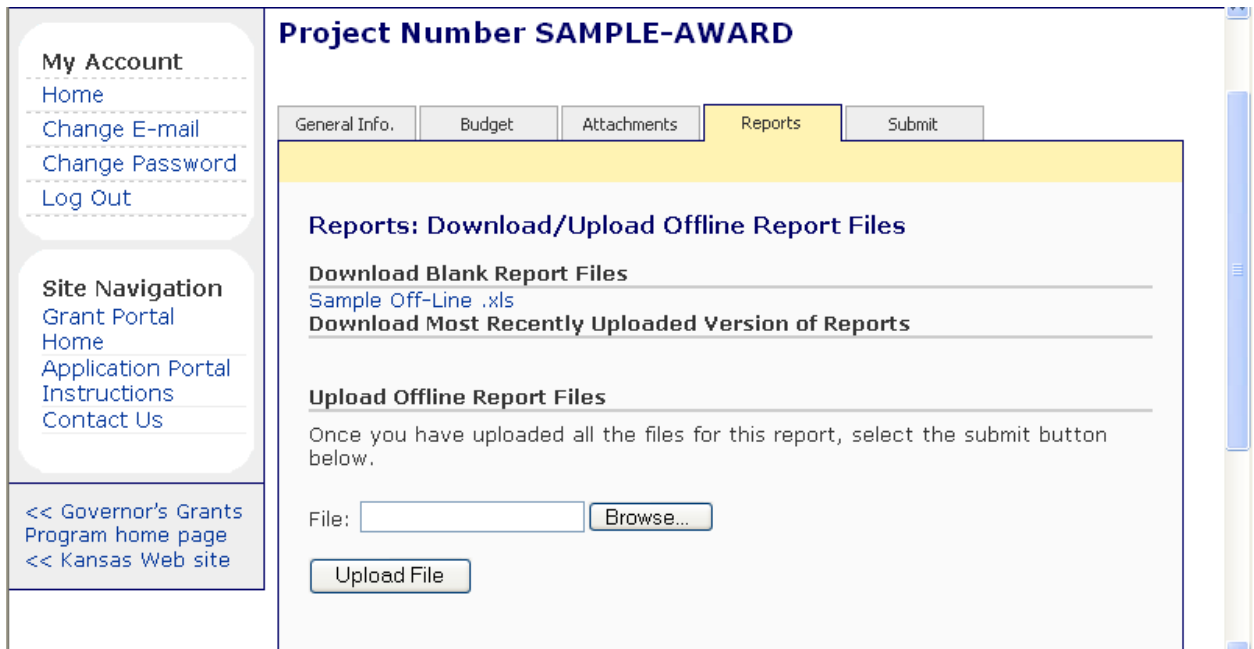 Project Number SAMPLE-AWARD
My Account
Home
Change E-mail
Change Password
Log Out
Site Navigation
Grant Portal
Home
Application Portal
Instructions
Contact Us
<< Governor's Grants
Program home page
<< Kansas Web site
General Info.
Budget
Attachments
Reports
Submit
Reports: Download/Upload Offline Report Files
Download Blank Report Files
Sample Off-Line .xls
Download Most Recently Uploaded Version of Reports
Upload Offline Report Files
Once you have uploaded all the files for this report, select the submit button
below.
File:
Browse...
Upload File